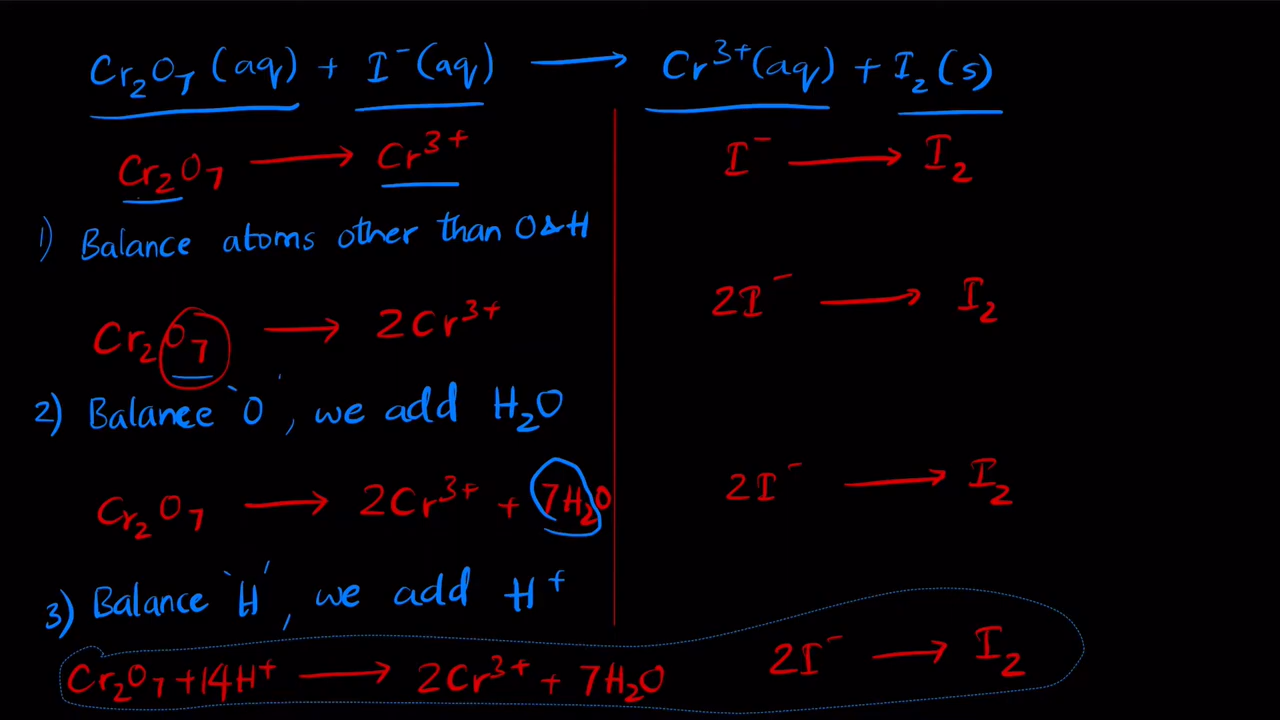 Cr₂O₇ (aq) + I⁻ (aq) ⟶ Cr³⁺(aq) + I₂(s)
Cr₂O₇ ⟶ Cr³⁺
I⁻ ⟶ I₂
1) Balance atoms other than O & H
Cr₂O₇ ⟶ 2Cr³⁺
2I⁻ ⟶ I₂
2) Balance 'O', we add H₂O
Cr₂O₇ ⟶ 2Cr³⁺ + 7H₂O
2I⁻ ⟶ I₂
3) Balance 'H', we add H⁺
Cr₂O₇ + 14H⁺ ⟶ 2Cr³⁺ + 7H₂O
2I⁻ ⟶ I₂